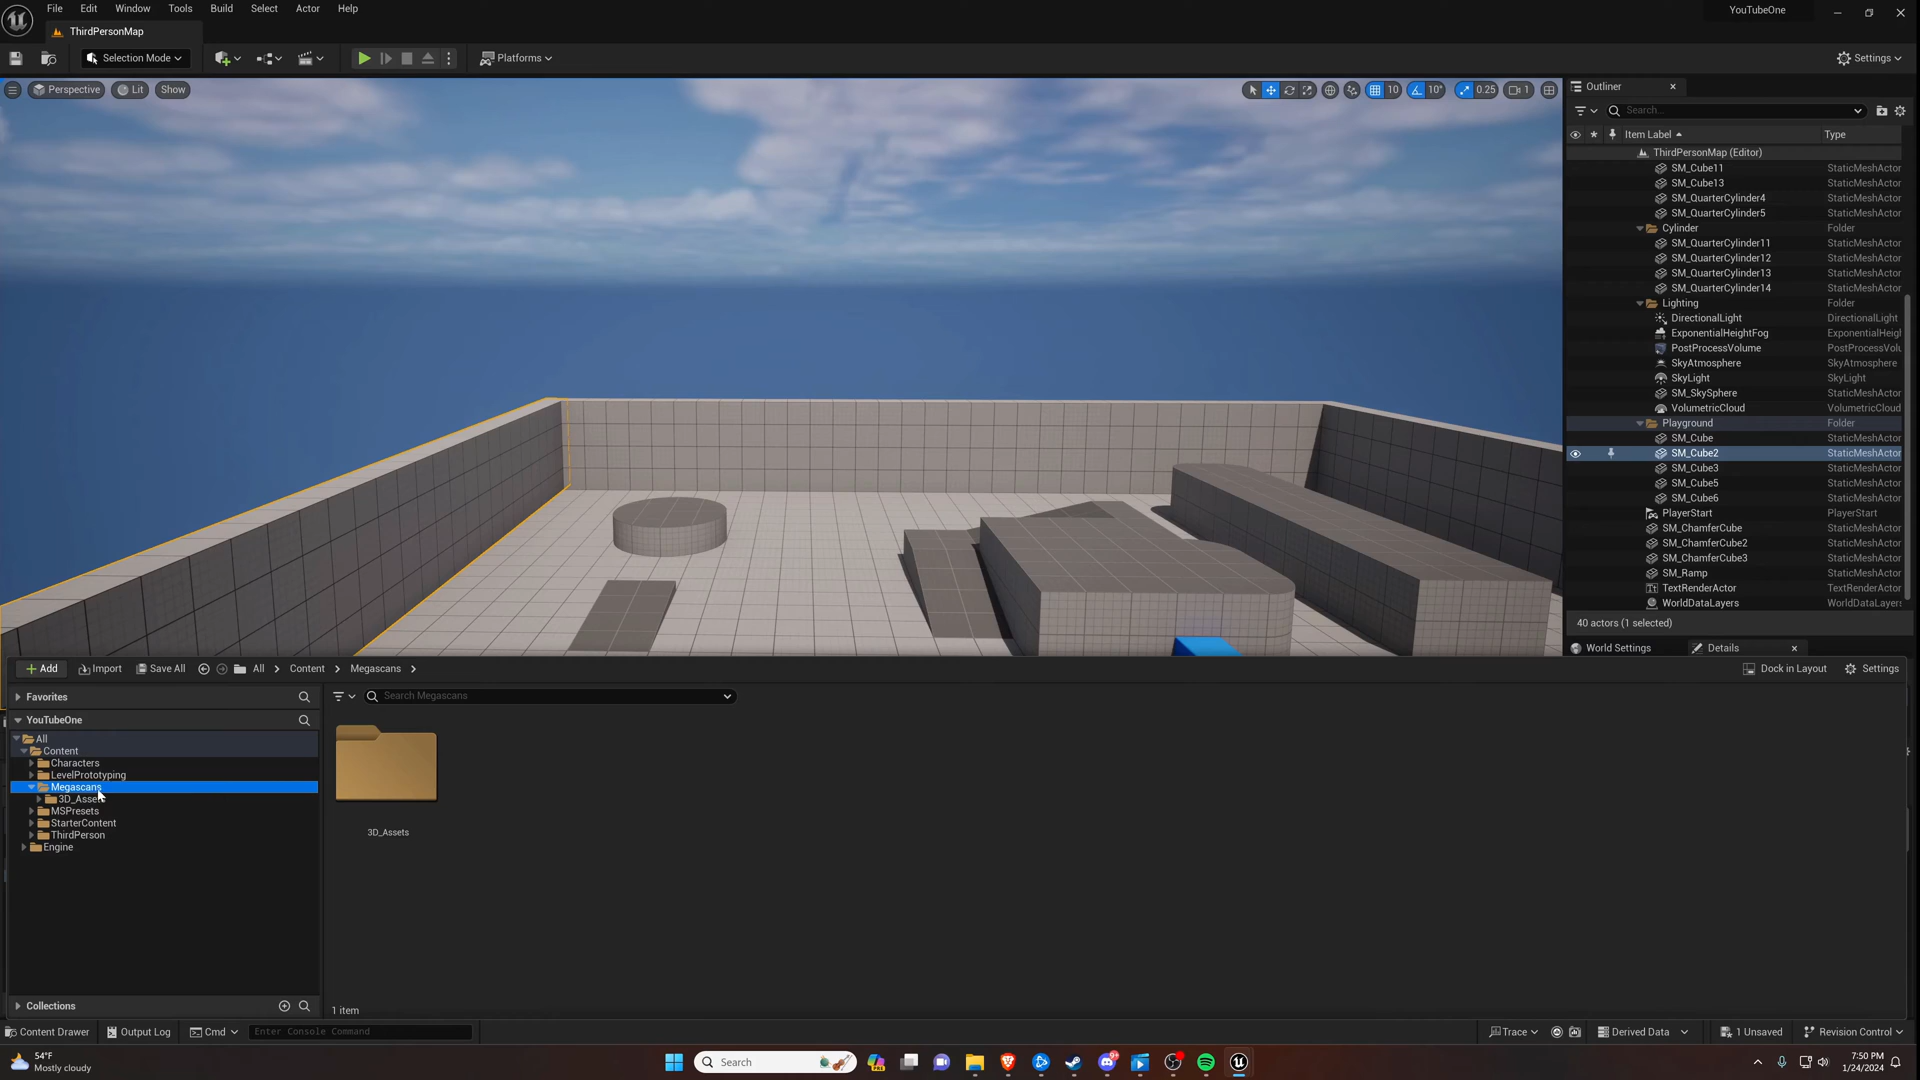 File Edit Window Tools Build Select Actor Help
YouTubeOne
ThirdPersonMap
Selection Mode
Platforms
Settings
Perspective Lit Show
10 10° 0.25 1
Outliner
Search...
Item Label Type
ThirdPersonMap (Editor)
SM_Cube11 StaticMeshActor
SM_Cube13 StaticMeshActor
SM_QuarterCylinder4 StaticMeshActor
SM_QuarterCylinder5 StaticMeshActor
Cylinder Folder
SM_QuarterCylinder11 StaticMeshActor
SM_QuarterCylinder12 StaticMeshActor
SM_QuarterCylinder13 StaticMeshActor
SM_QuarterCylinder14 StaticMeshActor
Lighting Folder
DirectionalLight DirectionalLight
ExponentialHeightFog ExponentialHeigh
PostProcessVolume PostProcessVolu
SkyAtmosphere SkyAtmosphere
SkyLight SkyLight
SM_SkySphere StaticMeshActor
VolumetricCloud VolumetricCloud
Playground Folder
SM_Cube StaticMeshActor
SM_Cube2 StaticMeshActor
SM_Cube3 StaticMeshActor
SM_Cube5 StaticMeshActor
SM_Cube6 StaticMeshActor
PlayerStart PlayerStart
SM_ChamferCube StaticMeshActor
SM_ChamferCube2 StaticMeshActor
SM_ChamferCube3 StaticMeshActor
SM_Ramp StaticMeshActor
TextRenderActor TextRenderActor
WorldDataLayers WorldDataLayers
40 actors (1 selected)
World Settings Details
Add Import Save All All Content Megascans
Dock in Layout Settings
Favorites
Search Megascans
YouTubeOne
All
Content
Characters
LevelPrototyping
Megascans
3D_Assets
MSPresets
StarterContent
ThirdPerson
Engine
3D_Assets
Collections
1 item
Content Drawer Output Log Cmd Enter Console Command
Trace Derived Data 1 Unsaved Revision Control
54°F
Mostly cloudy
Search
7:50 PM
1/24/2024